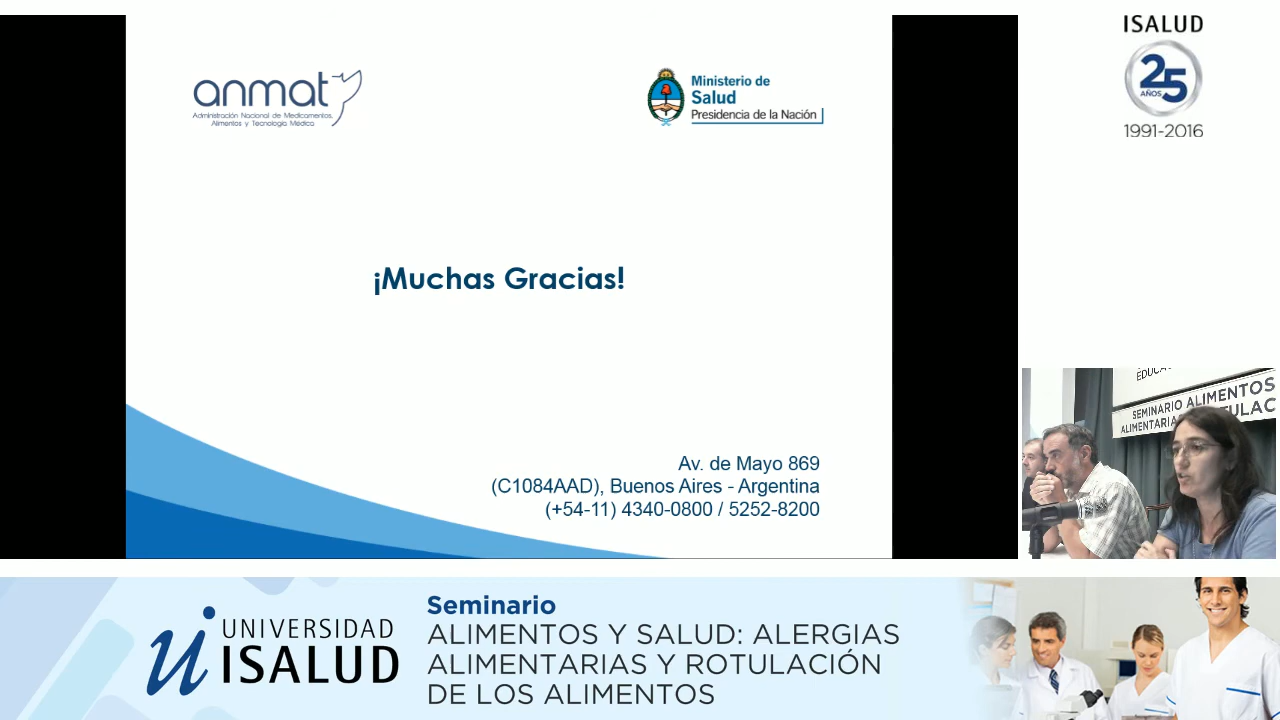 anmat
Administración Nacional de Medicamentos,
Alimentos y Tecnología Médica
Ministerio de
Salud
Presidencia de la Nación
ISALUD
25
AÑOS
1991-2016
¡Muchas Gracias!
Av. de Mayo 869
(C1084AAD), Buenos Aires - Argentina
(+54-11) 4340-0800 / 5252-8200
SEMINARIO ALIMENTOS
UNIVERSIDAD
ISALUD
Seminario
ALIMENTOS Y SALUD: ALERGIAS
ALIMENTARIAS Y ROTULACIÓN
DE LOS ALIMENTOS